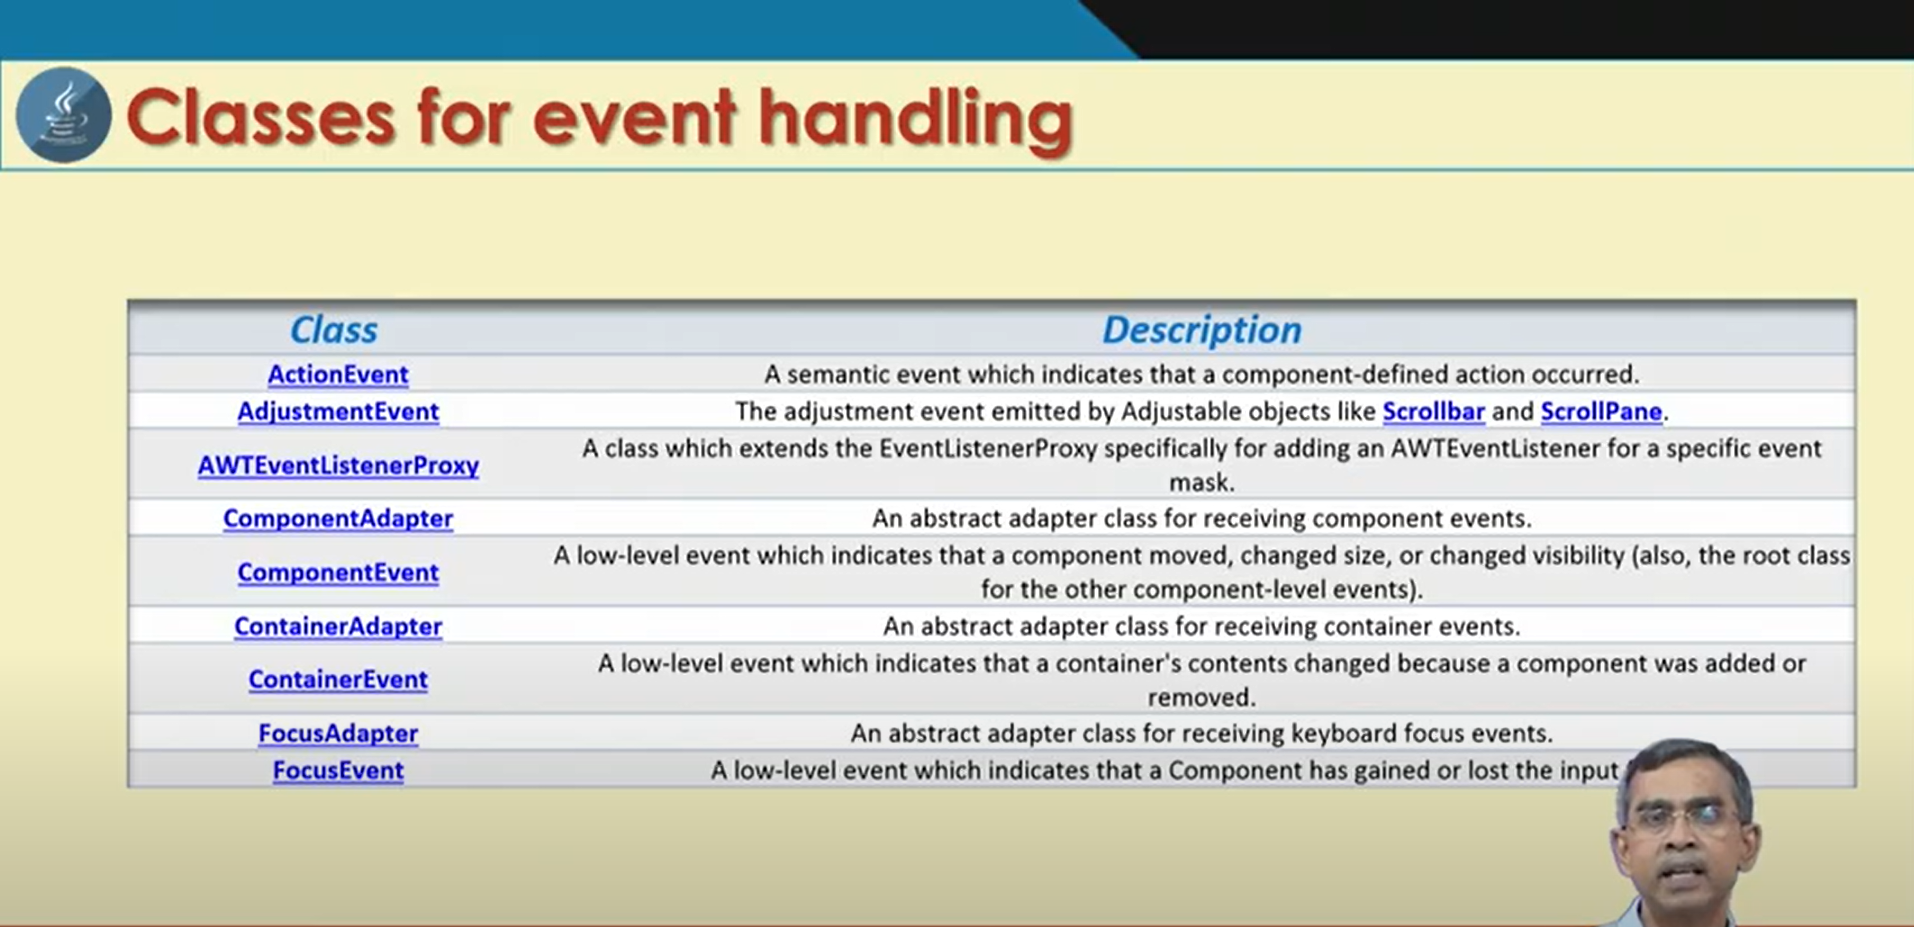 Classes for event handling
Class Description
ActionEvent A semantic event which indicates that a component-defined action occurred.
AdjustmentEvent The adjustment event emitted by Adjustable objects like Scrollbar and ScrollPane.
AWTEventListenerProxy A class which extends the EventListenerProxy specifically for adding an AWTEventListener for a specific event
mask.
ComponentAdapter An abstract adapter class for receiving component events.
ComponentEvent A low-level event which indicates that a component moved, changed size, or changed visibility (also, the root class
for the other component-level events).
ContainerAdapter An abstract adapter class for receiving container events.
ContainerEvent A low-level event which indicates that a container's contents changed because a component was added or
removed.
FocusAdapter An abstract adapter class for receiving keyboard focus events.
FocusEvent A low-level event which indicates that a Component has gained or lost the input